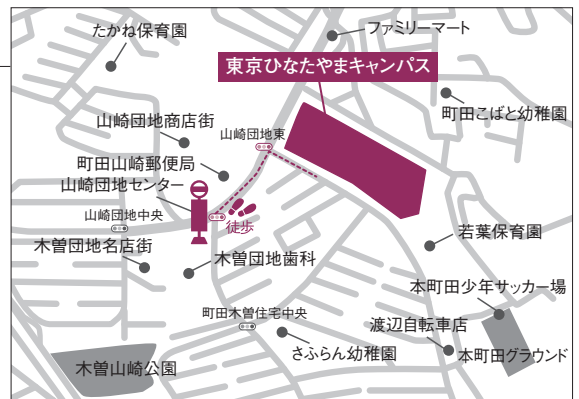 たかね保育園
ファミリーマート
東京ひなたやまキャンパス
町田こばと幼稚園
山崎団地商店街
山崎団地東
町田山崎郵便局
山崎団地センター
山崎団地中央
徒歩
木曽団地名店街
木曽団地歯科
若葉保育園
本町田少年サッカー場
町田木曽住宅中央
渡辺自転車店
さふらん幼稚園
本町田グラウンド
木曽山崎公園